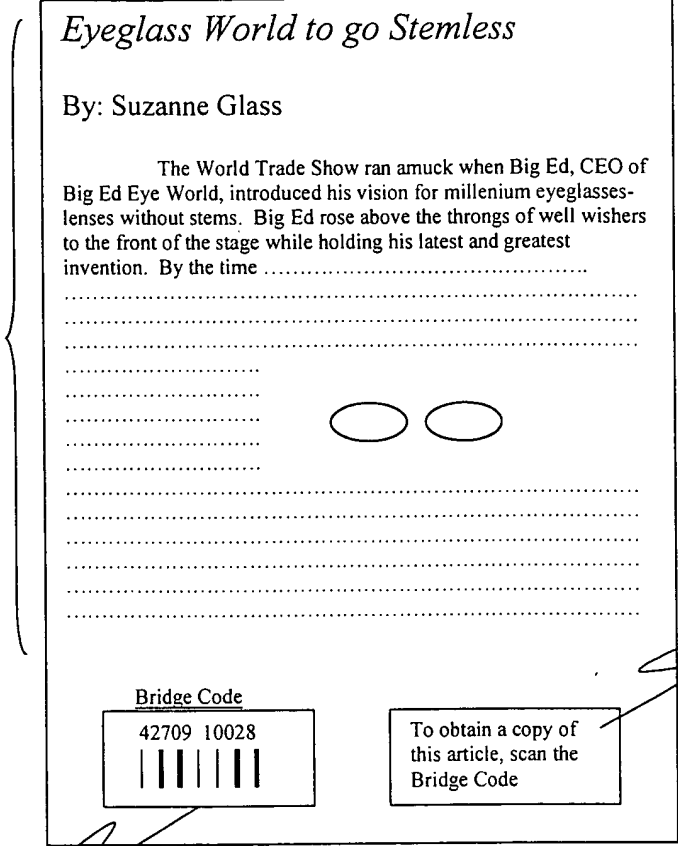 Eyeglass World to go Stemless
By: Suzanne Glass
The World Trade Show ran amuck when Big Ed, CEO of
Big Ed Eye World, introduced his vision for millenium eyeglasses-
lenses without stems. Big Ed rose above the throngs of well wishers
to the front of the stage while holding his latest and greatest
invention. By the time ............................................
Bridge Code
42709 10028
To obtain a copy of
this article, scan the
Bridge Code